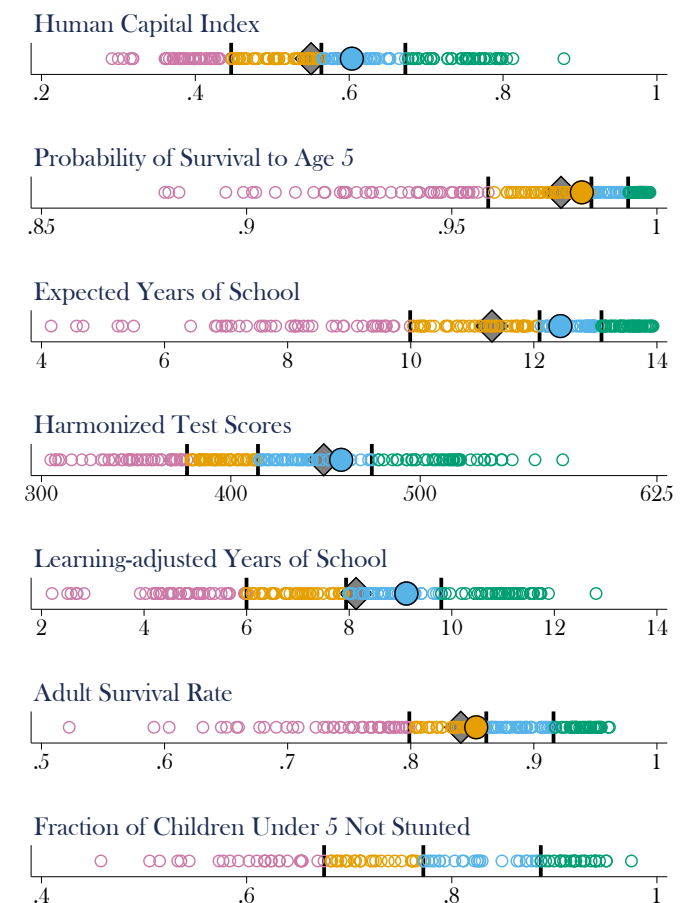 Human Capital Index
.2 .4 .6 .8 1
Probability of Survival to Age 5
.85 .9 .95 1
Expected Years of School
4 6 8 10 12 14
Harmonized Test Scores
300 400 500 625
Learning-adjusted Years of School
2 4 6 8 10 12 14
Adult Survival Rate
.5 .6 .7 .8 .9 1
Fraction of Children Under 5 Not Stunted
.4 .6 .8 1